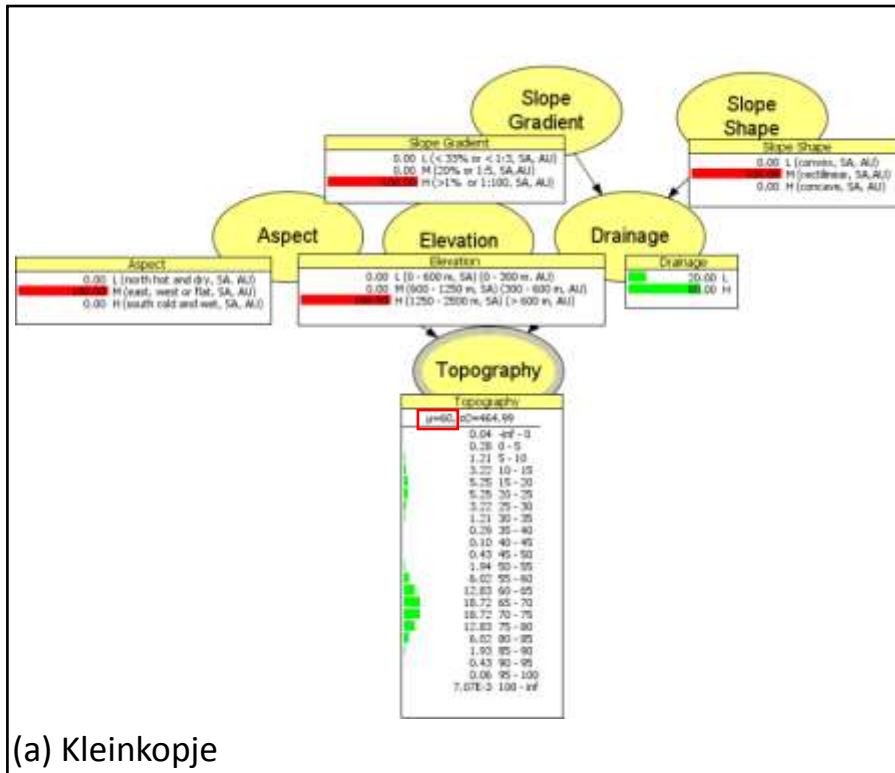 Slope
Gradient
Slope
Shape
Slope Gradient
0.00 L (< 33% or < 1:3, SA, AU)
0.00 M (20% or 1:5, SA,AU)
100.00 H (>1% or 1:100, SA, AU)
Slope Shape
0.00 L (convex, SA, AU)
100.00 M (rectilinear, SA,AU)
0.00 H (concave, SA, AU)
Aspect
Elevation
Drainage
Aspect
0.00 L (north hot and dry, SA, AU)
100.00 M (east, west or flat, SA, AU)
0.00 H (south cold and wet, SA, AU)
Elevation
0.00 L (0 - 600 m, SA) (0 - 300 m, AU)
0.00 M (600 - 1250 m, SA) (300 - 600 m, AU)
100.00 H (1250 - 2500 m, SA) (> 600 m, AU)
Drainage
20.00 L
80.00 H
Topography
Topography
μ=60, σ2=464.99
0.04 -inf - 0
0.28 0 - 5
1.21 5 - 10
3.22 10 - 15
5.25 15 - 20
5.25 20 - 25
3.22 25 - 30
1.21 30 - 35
0.29 35 - 40
0.10 40 - 45
0.43 45 - 50
1.94 50 - 55
6.02 55 - 60
12.83 60 - 65
18.72 65 - 70
18.72 70 - 75
12.83 75 - 80
6.02 80 - 85
1.93 85 - 90
0.43 90 - 95
0.06 95 - 100
7.07E-3 100 - inf
(a) Kleinkopje